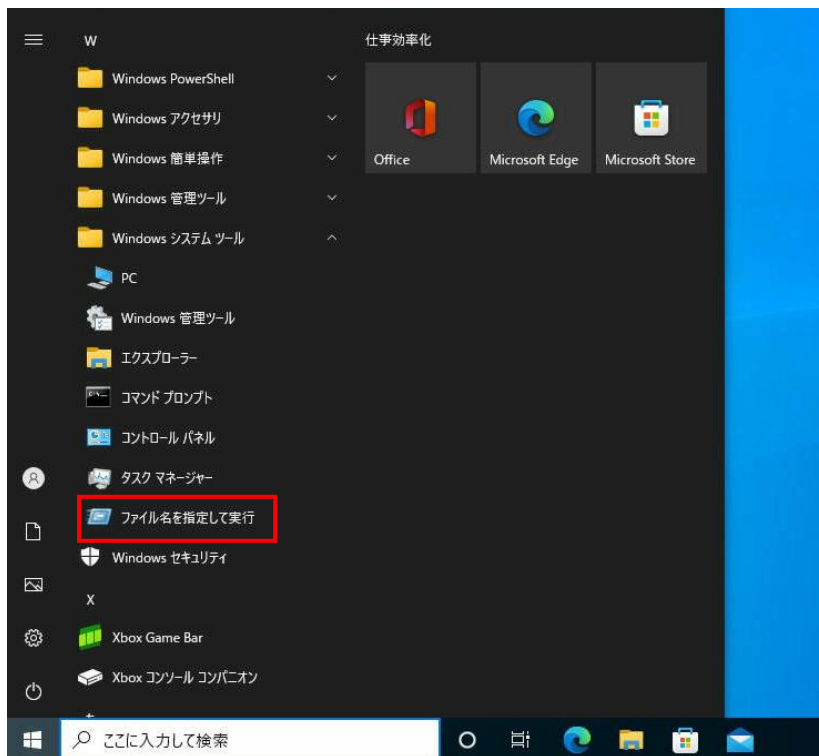 W
Windows PowerShell
Windows アクセサリ
Windows 簡単操作
Windows 管理ツール
Windows システム ツール
PC
Windows 管理ツール
エクスプローラー
コマンド プロンプト
コントロール パネル
タスク マネージャー
ファイル名を指定して実行
Windows セキュリティ
X
Xbox Game Bar
Xbox コンソール コンパニオン
仕事効率化
Office
Microsoft Edge
Microsoft Store
ここに入力して検索